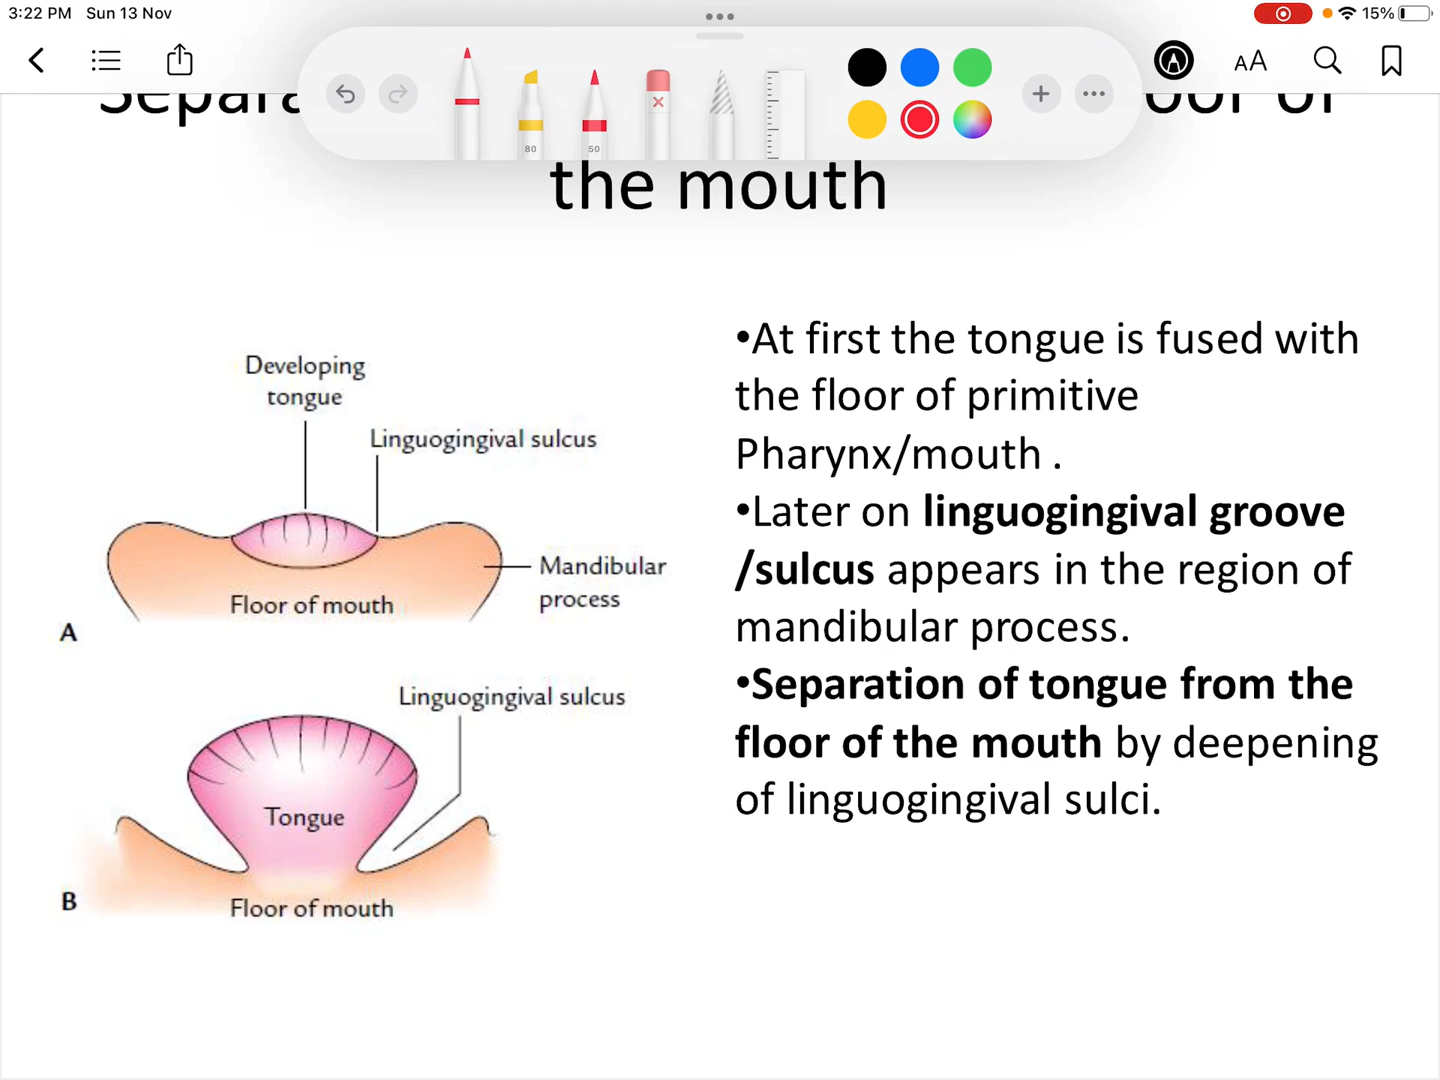 3:22 PM Sun 13 Nov
15%
AA
80
50
the mouth
Developing
tongue
Linguogingival sulcus
Mandibular
process
Floor of mouth
A
Linguogingival sulcus
Tongue
B
Floor of mouth
•At first the tongue is fused with
the floor of primitive
Pharynx/mouth .
•Later on linguogingival groove
/sulcus appears in the region of
mandibular process.
•Separation of tongue from the
floor of the mouth by deepening
of linguogingival sulci.